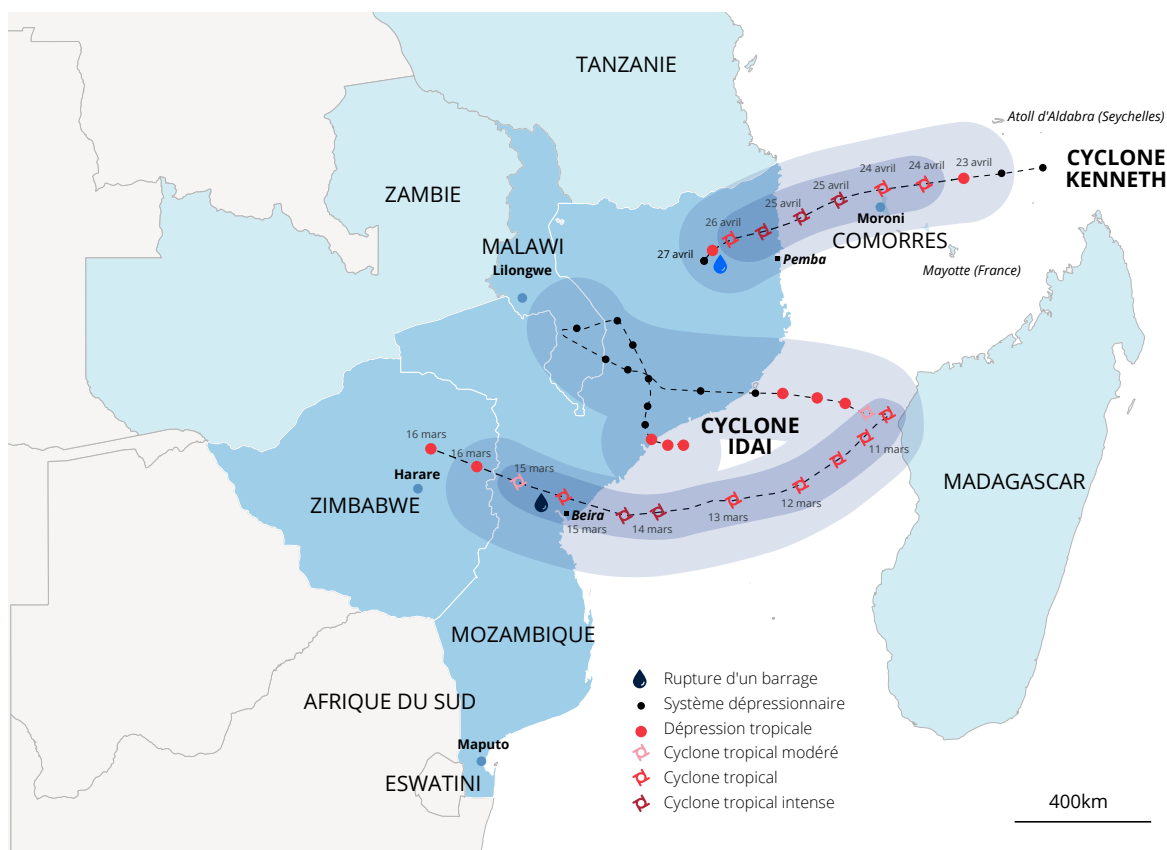 TANZANIE
Atoll d'Aldabra (Seychelles)
CYCLONE
KENNETH
23 avril
24 avril
24 avril
25 avril
25 avril
26 avril
27 avril
ZAMBIE
Moroni
COMORRES
MALAWI
Lilongwe
Pemba
Mayotte (France)
CYCLONE
IDAI
16 mars
16 mars
15 mars
11 mars
Harare
MADAGASCAR
ZIMBABWE
Beira
15 mars
14 mars
13 mars
12 mars
MOZAMBIQUE
AFRIQUE DU SUD
Maputo
ESWATINI
Rupture d'un barrage
Système dépressionnaire
Dépression tropicale
Cyclone tropical modéré
Cyclone tropical
Cyclone tropical intense
400km